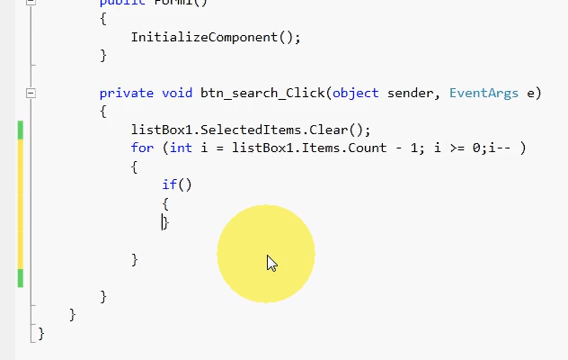 public Form1()
{
InitializeComponent();
}
private void btn_search_Click(object sender, EventArgs e)
{
listBox1.SelectedItems.Clear();
for (int i = listBox1.Items.Count - 1; i >= 0;i-- )
{
if()
{
}
}
}
}
}